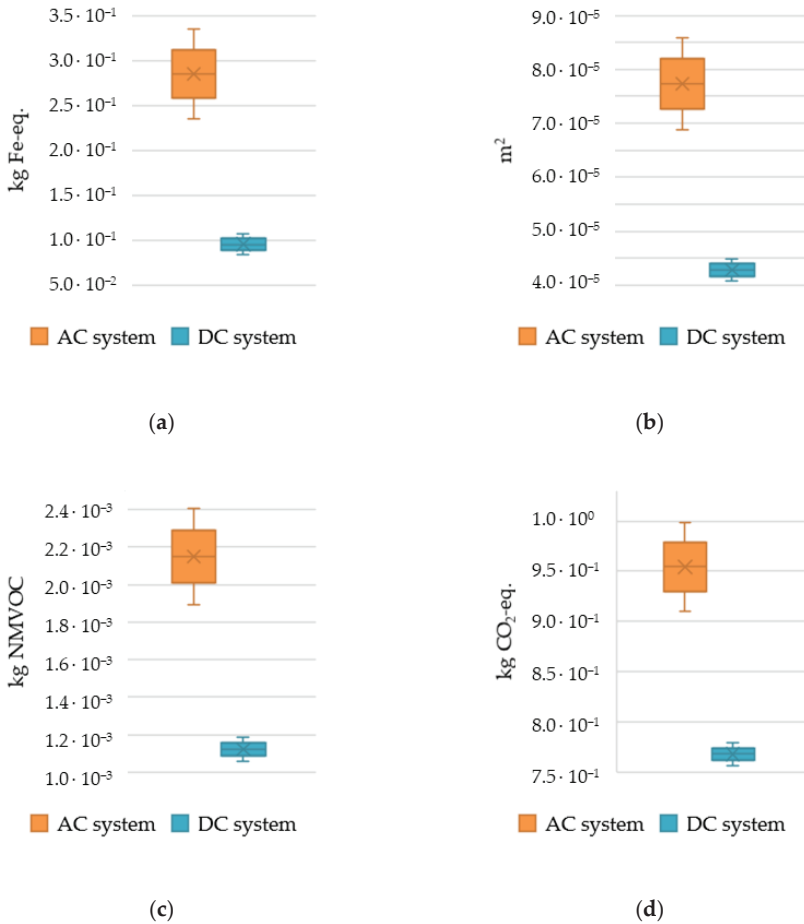 3.5 · 10⁻¹
3.0 · 10⁻¹
2.5 · 10⁻¹
2.0 · 10⁻¹
1.5 · 10⁻¹
1.0 · 10⁻¹
5.0 · 10⁻²
kg Fe-eq.
AC system DC system
(a)
9.0 · 10⁻⁵
8.0 · 10⁻⁵
7.0 · 10⁻⁵
6.0 · 10⁻⁵
5.0 · 10⁻⁵
4.0 · 10⁻⁵
m²
AC system DC system
(b)
2.4 · 10⁻³
2.2 · 10⁻³
2.0 · 10⁻³
1.8 · 10⁻³
1.6 · 10⁻³
1.4 · 10⁻³
1.2 · 10⁻³
1.0 · 10⁻³
kg NMVOC
AC system DC system
(c)
1.0 · 10⁰
9.5 · 10⁻¹
9.0 · 10⁻¹
8.5 · 10⁻¹
8.0 · 10⁻¹
7.5 · 10⁻¹
kg CO₂-eq.
AC system DC system
(d)